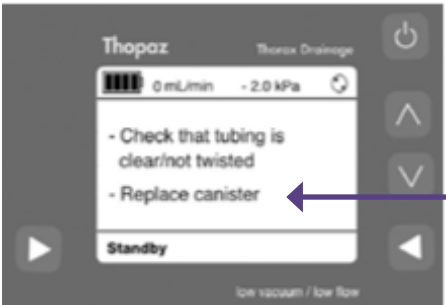 Thopaz Thorax Drainage
0 mL/min - 2.0 kPa
- Check that tubing is
clear/not twisted
- Replace canister
Standby
low vacuum / low flow